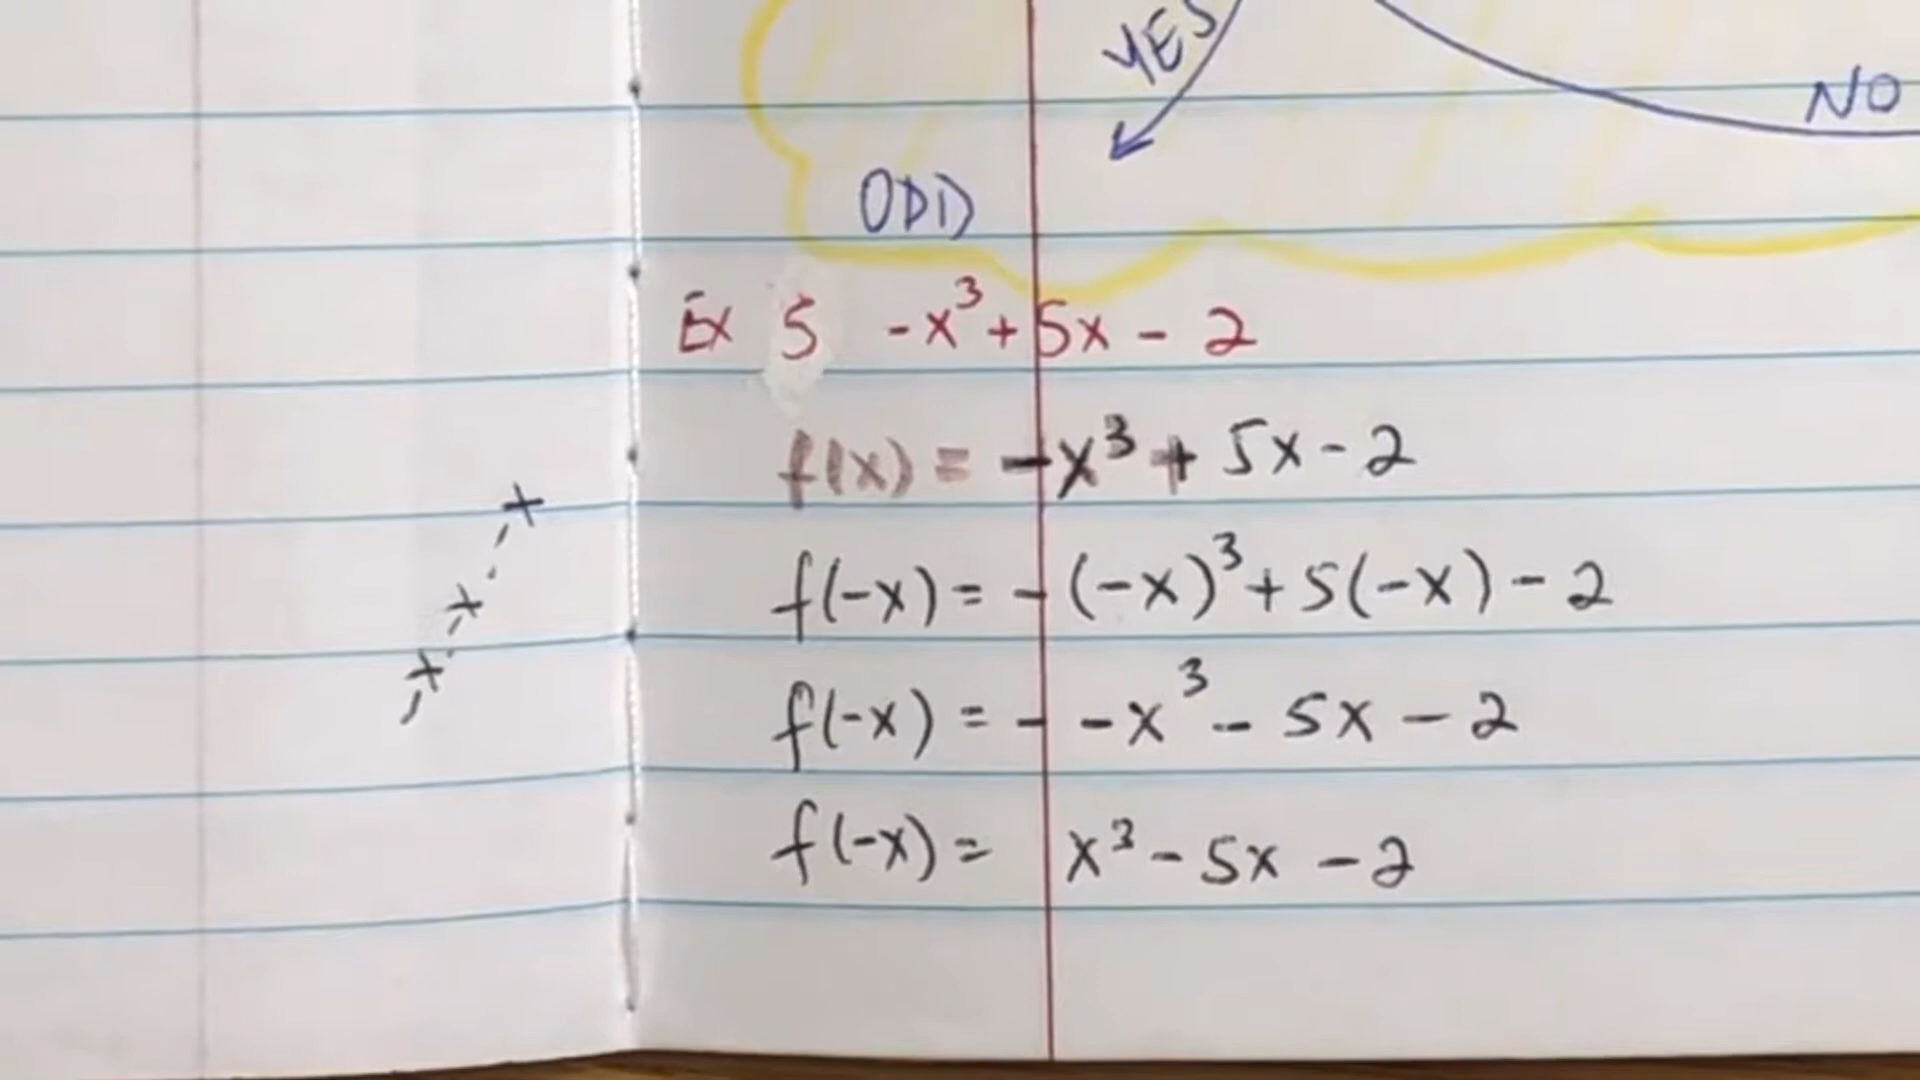 YES
NO
ODD
Ex 5 -x³ + 5x - 2
f(x) = -x³ + 5x - 2
f(-x) = - (-x)³ + 5(-x) - 2
f(-x) = - -x³ - 5x - 2
f(-x) = x³ - 5x - 2